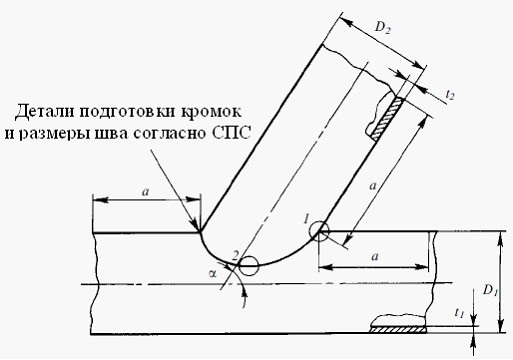 D2
t2
Детали подготовки кромок
и размеры шва согласно СПС
a
a
1
2
α
a
D1
t1